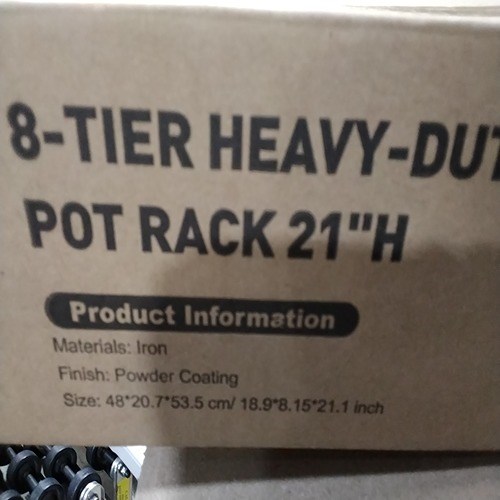 8-TIER HEAVY-DUT
POT RACK 21"H
Product Information
Materials: Iron
Finish: Powder Coating
Size: 48*20.7*53.5 cm/ 18.9*8.15*21.1 inch